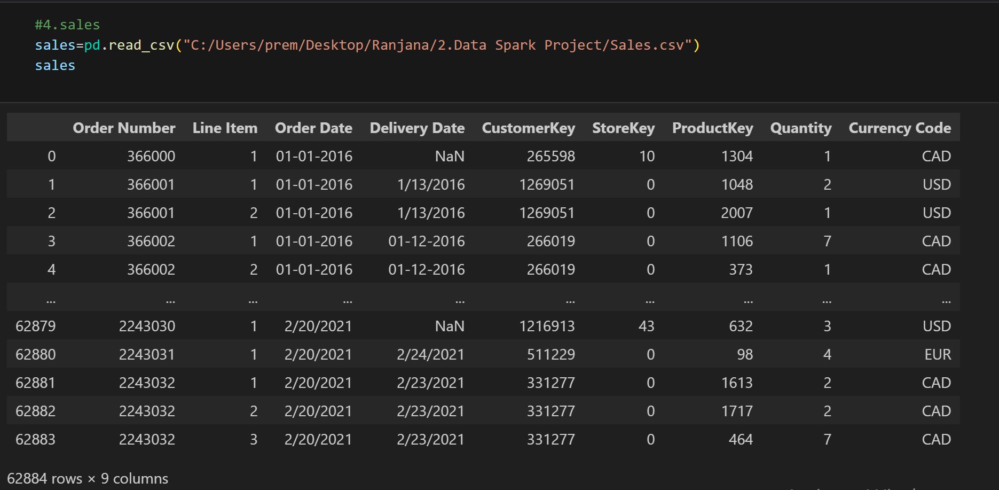 #4.sales
sales=pd.read_csv("C:/Users/prem/Desktop/Ranjana/2.Data Spark Project/Sales.csv")
sales
Order Number Line Item Order Date Delivery Date CustomerKey StoreKey ProductKey Quantity Currency Code
0 366000 1 01-01-2016 NaN 265598 10 1304 1 CAD
1 366001 1 01-01-2016 1/13/2016 1269051 0 1048 2 USD
2 366001 2 01-01-2016 1/13/2016 1269051 0 2007 1 USD
3 366002 1 01-01-2016 01-12-2016 266019 0 1106 7 CAD
4 366002 2 01-01-2016 01-12-2016 266019 0 373 1 CAD
... ... ... ... ... ... ... ... ... ...
62879 2243030 1 2/20/2021 NaN 1216913 43 632 3 USD
62880 2243031 1 2/20/2021 2/24/2021 511229 0 98 4 EUR
62881 2243032 1 2/20/2021 2/23/2021 331277 0 1613 2 CAD
62882 2243032 2 2/20/2021 2/23/2021 331277 0 1717 2 CAD
62883 2243032 3 2/20/2021 2/23/2021 331277 0 464 7 CAD
62884 rows × 9 columns